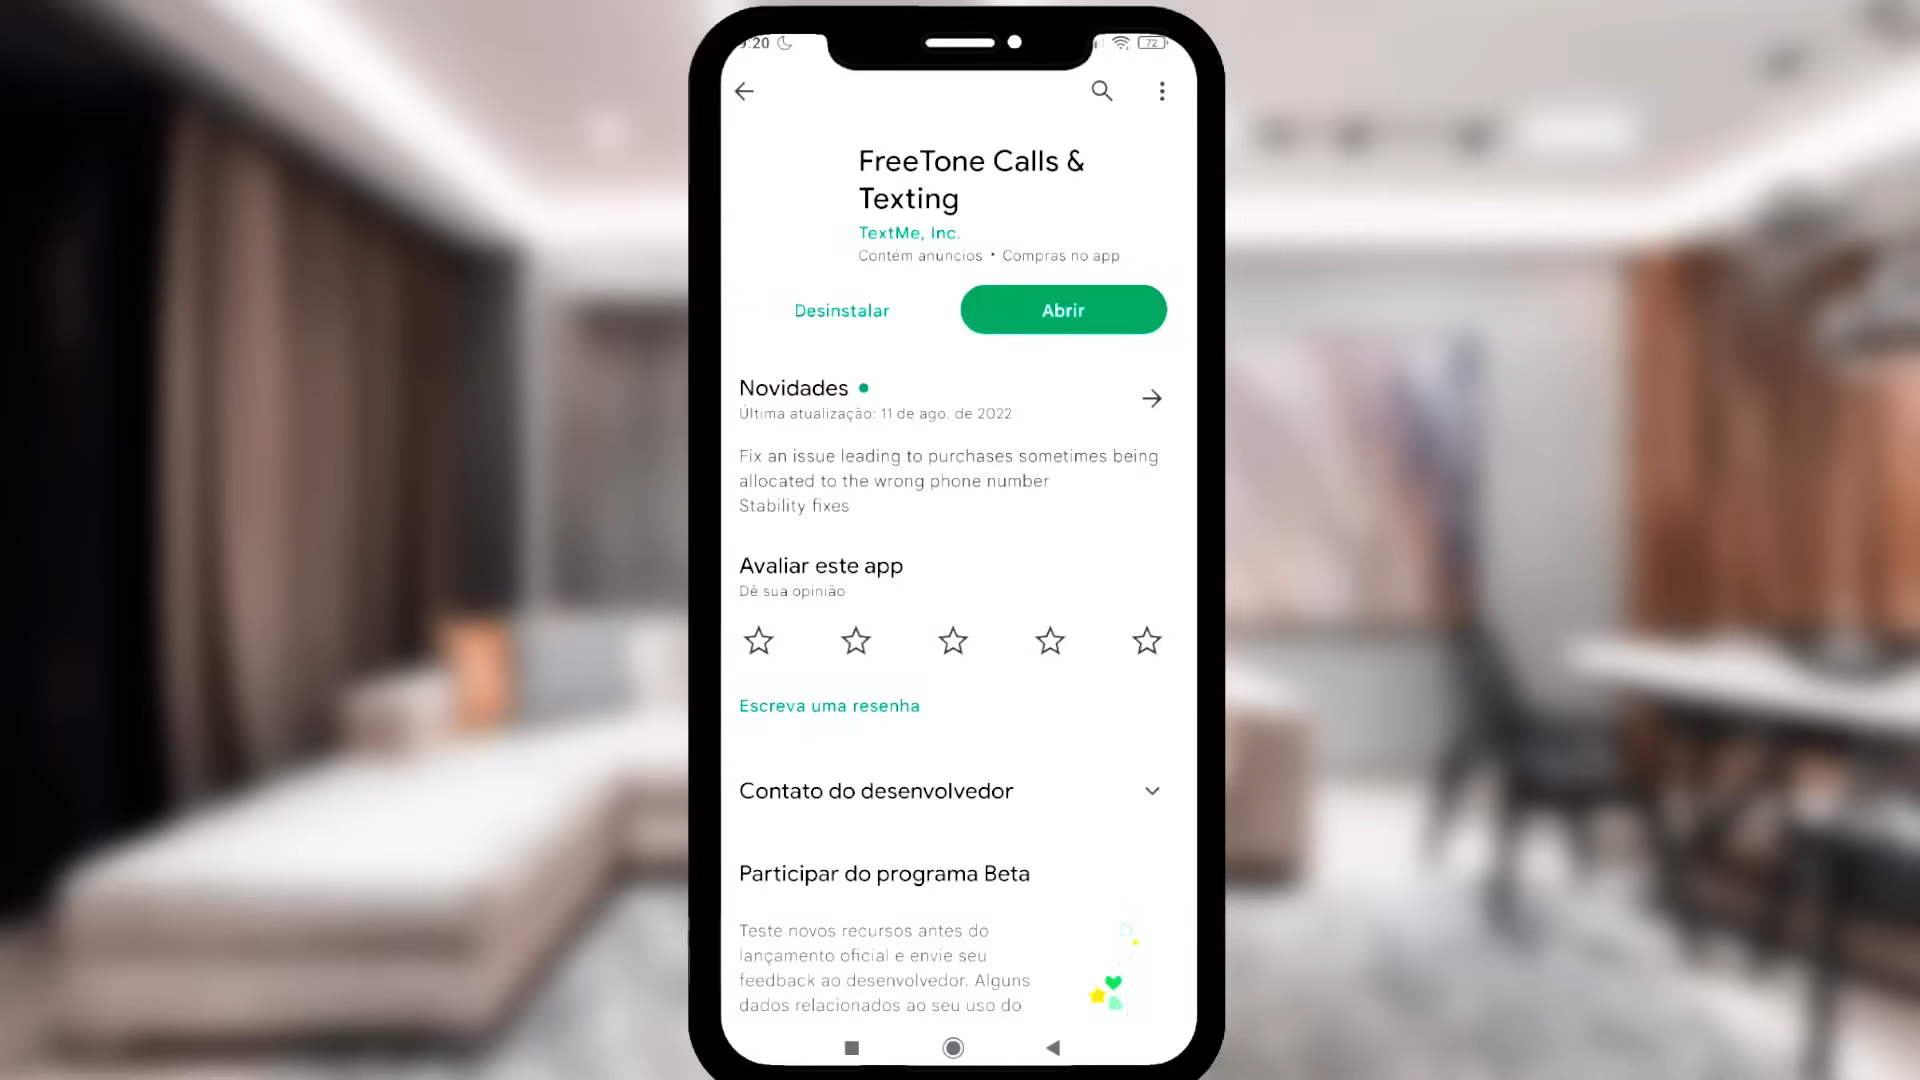 :20
72
FreeTone Calls &
Texting
TextMe, Inc.
Contém anúncios • Compras no app
Desinstalar
Abrir
Novidades
Última atualização: 11 de ago. de 2022
Fix an issue leading to purchases sometimes being
allocated to the wrong phone number
Stability fixes
Avaliar este app
Dê sua opinião
Escreva uma resenha
Contato do desenvolvedor
Participar do programa Beta
Teste novos recursos antes do
lançamento oficial e envie seu
feedback ao desenvolvedor. Alguns
dados relacionados ao seu uso do